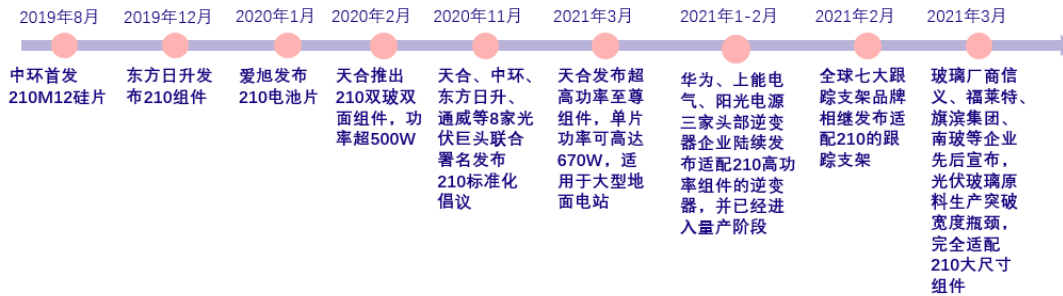 2019年8月
中环首发
210M12硅片
2019年12月
东方日升发
布210组件
2020年1月
爱旭发布
210电池片
2020年2月
天合推出
210双玻双
面组件，功
率超500W
2020年11月
天合、中环、
东方日升、
通威等8家光
伏巨头联合
署名发布
210标准化
倡议
2021年3月
天合发布超
高功率至尊
组件，单片
功率可高达
670W，适
用于大型地
面电站
2021年1-2月
华为、上能电
气、阳光电源
三家头部逆变
器企业陆续发
布适配210高功
率组件的逆变
器，并已经进
入量产阶段
2021年2月
全球七大跟
踪支架品牌
相继发布适
配210的跟
踪支架
2021年3月
玻璃厂商信
义、福莱特、
旗滨集团、
南玻等企业
先后宣布，
光伏玻璃原
料生产突破
宽度瓶颈，
完全适配
210大尺寸
组件